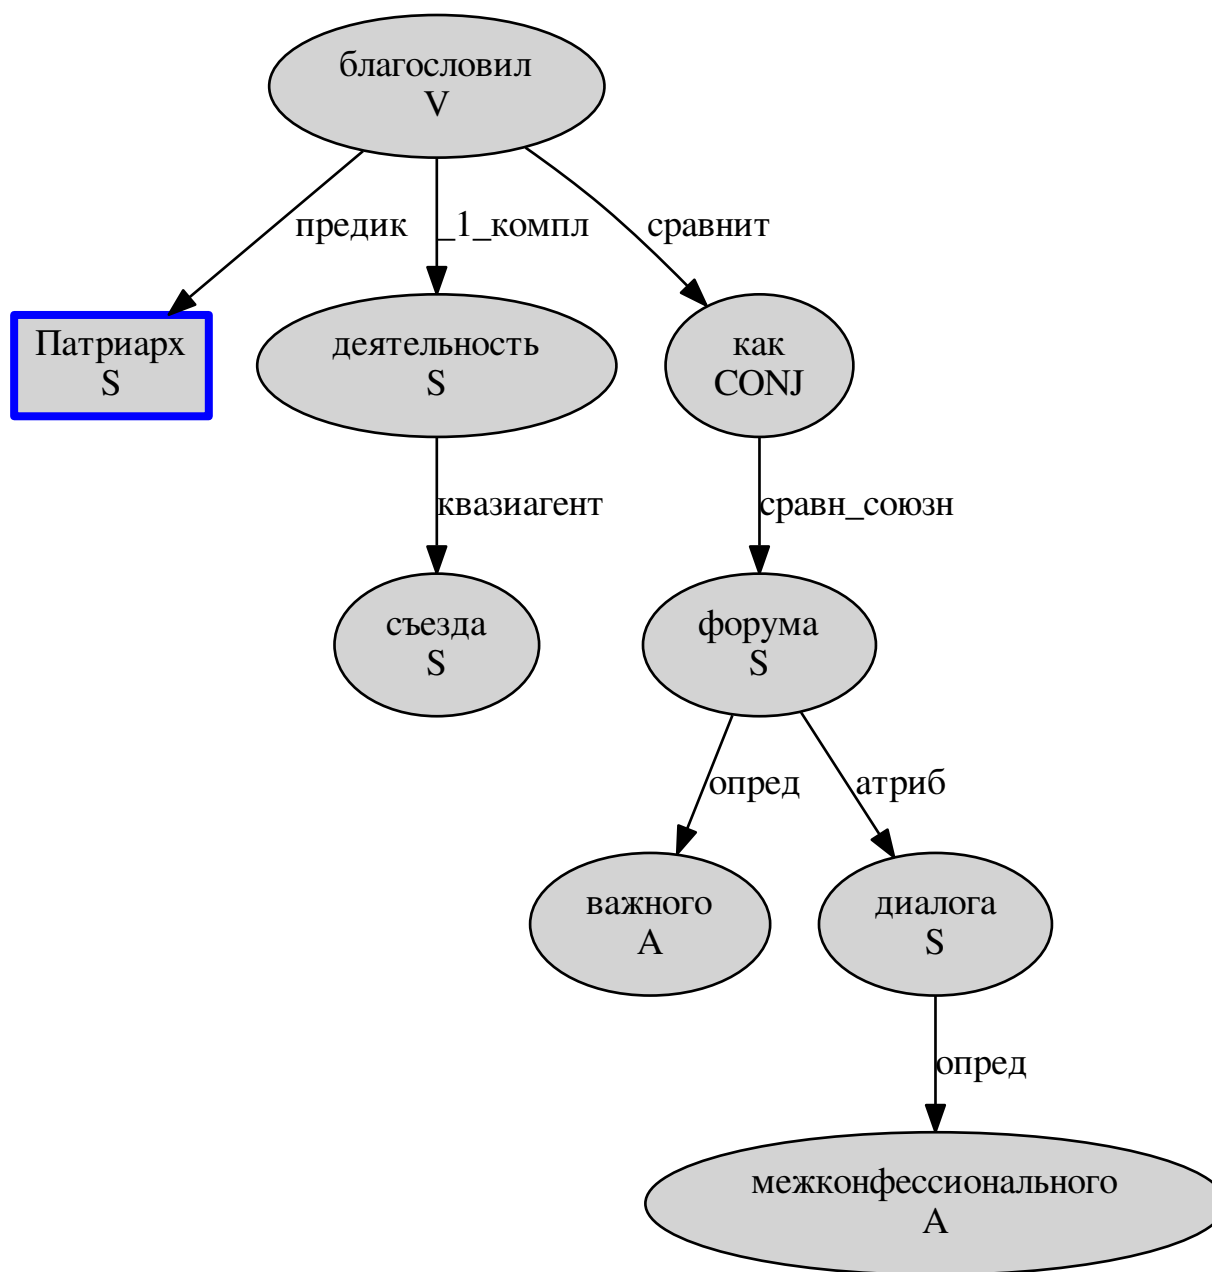 благословил
V
предик
_1_компл
сравнит
Патриарх
S
деятельность
S
как
CONJ
квазиагент
сравн_союзн
съезда
S
форума
S
опред
атриб
важного
A
диалога
S
опред
межконфессионального
A